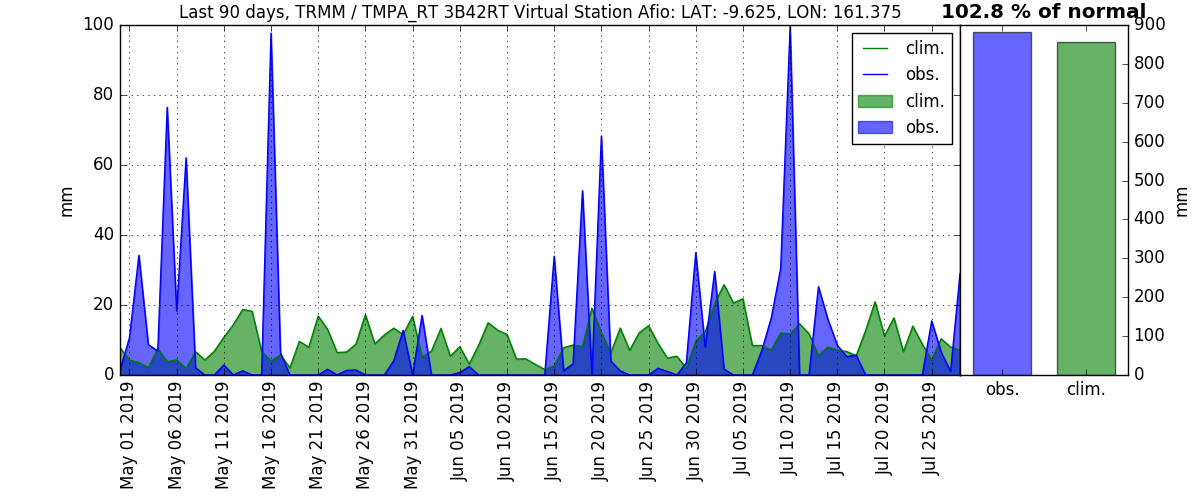 Last 90 days, TRMM / TMPA_RT 3B42RT Virtual Station Afio: LAT: -9.625, LON: 161.375
102.8 % of normal
100
80
60
40
20
0
mm
clim.
obs.
clim.
obs.
900
800
700
600
500
400
300
200
100
0
mm
May 01 2019
May 06 2019
May 11 2019
May 16 2019
May 21 2019
May 26 2019
May 31 2019
Jun 05 2019
Jun 10 2019
Jun 15 2019
Jun 20 2019
Jun 25 2019
Jun 30 2019
Jul 05 2019
Jul 10 2019
Jul 15 2019
Jul 20 2019
Jul 25 2019
obs.
clim.